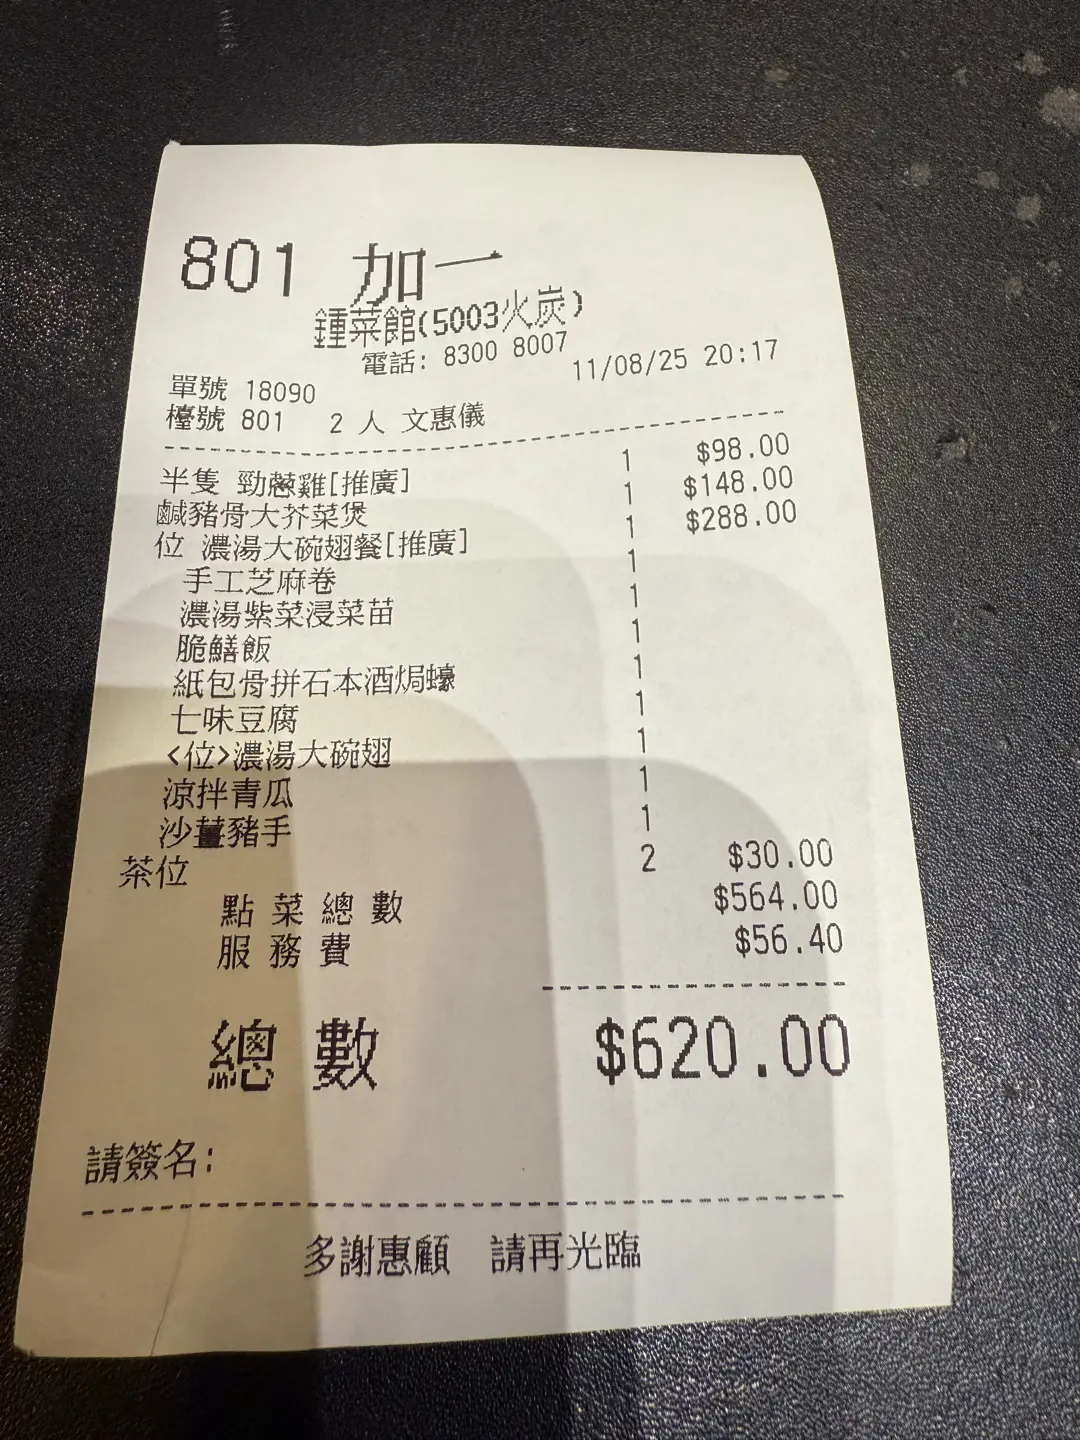 801 加一
鍾菜館(5003火炭)
電話: 8300 8007
11/08/25 20:17
單號 18090
檯號 801 2 人 文惠儀
半隻 勁蔥雞[推廣] 1 $98.00
鹹豬骨大芥菜煲 1 $148.00
位 濃湯大碗翅餐[推廣] 1 $288.00
手工芝麻卷 1
濃湯紫菜浸菜苗 1
脆鱔飯 1
紙包骨拼石本酒焗蠔 1
七味豆腐 1
<位>濃湯大碗翅 1
涼拌青瓜 1
沙薑豬手 1
茶位 2 $30.00
點菜總數 $564.00
服務費 $56.40
總數 $620.00
請簽名:
多謝惠顧 請再光臨